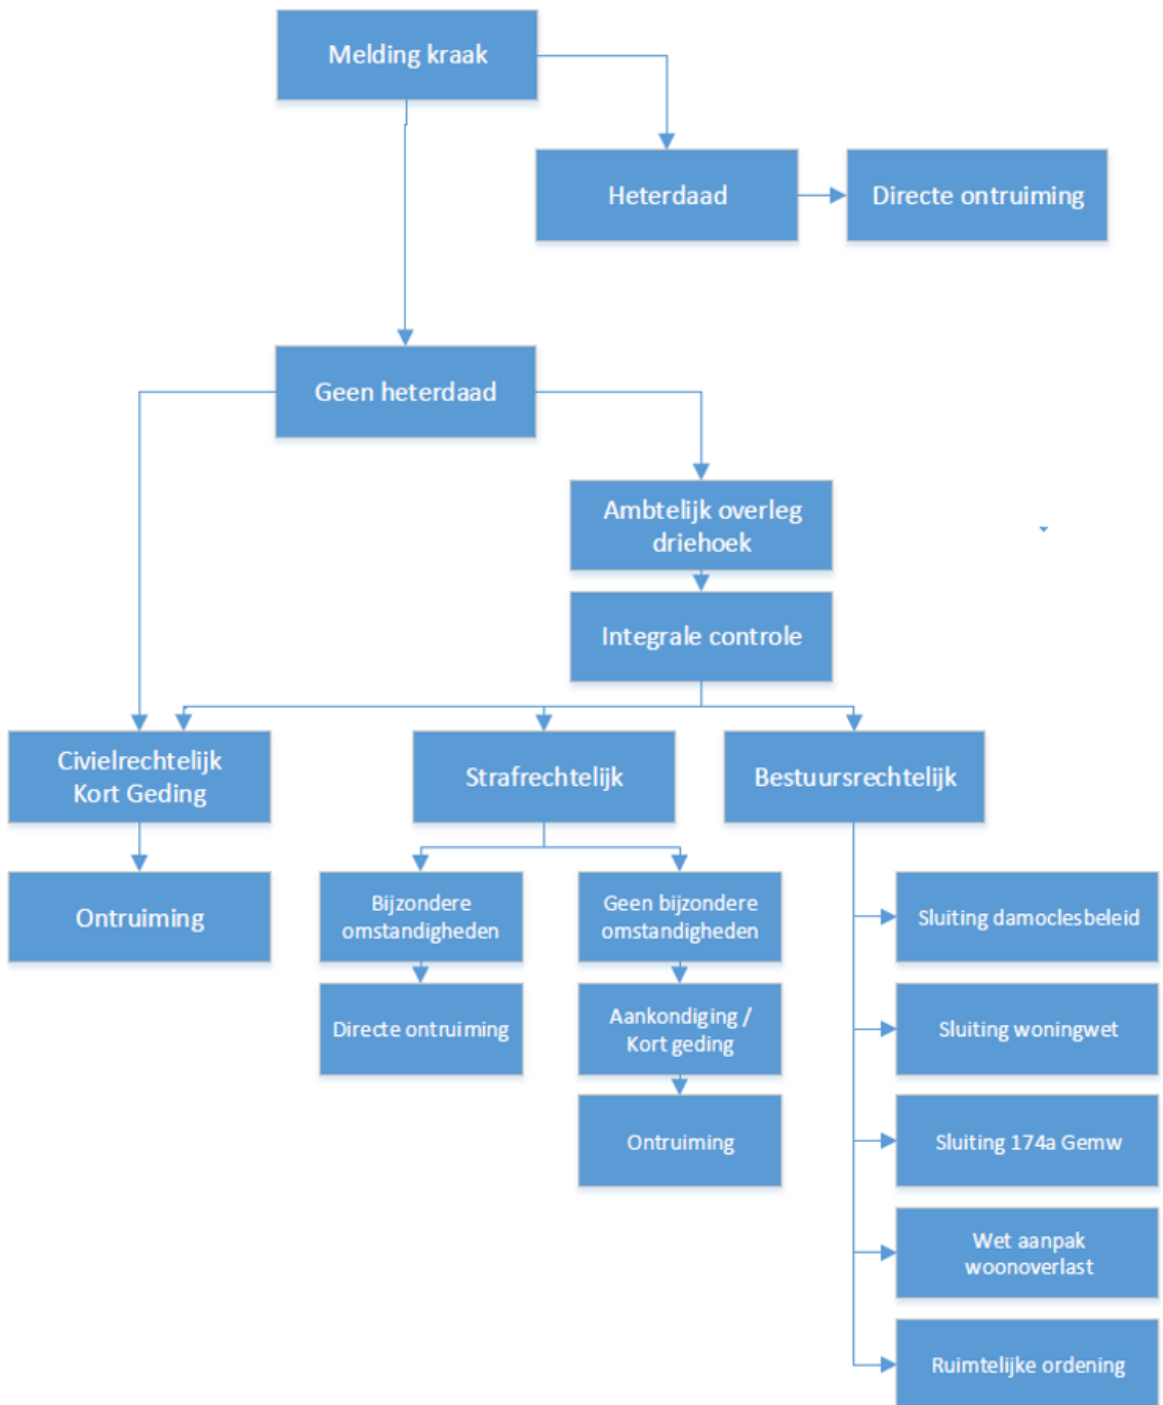 Melding kraak
Heterdaad
Directe ontruiming
Geen heterdaad
Ambtelijk overleg
driehoek
Integrale controle
Civielrechtelijk
Kort Geding
Strafrechtelijk
Bestuursrechtelijk
Ontruiming
Bijzondere
omstandigheden
Geen bijzondere
omstandigheden
Sluiting damoclesbeleid
Directe ontruiming
Aankondiging /
Kort geding
Sluiting woningwet
Ontruiming
Sluiting 174a Gemw
Wet aanpak
woonoverlast
Ruimtelijke ordening